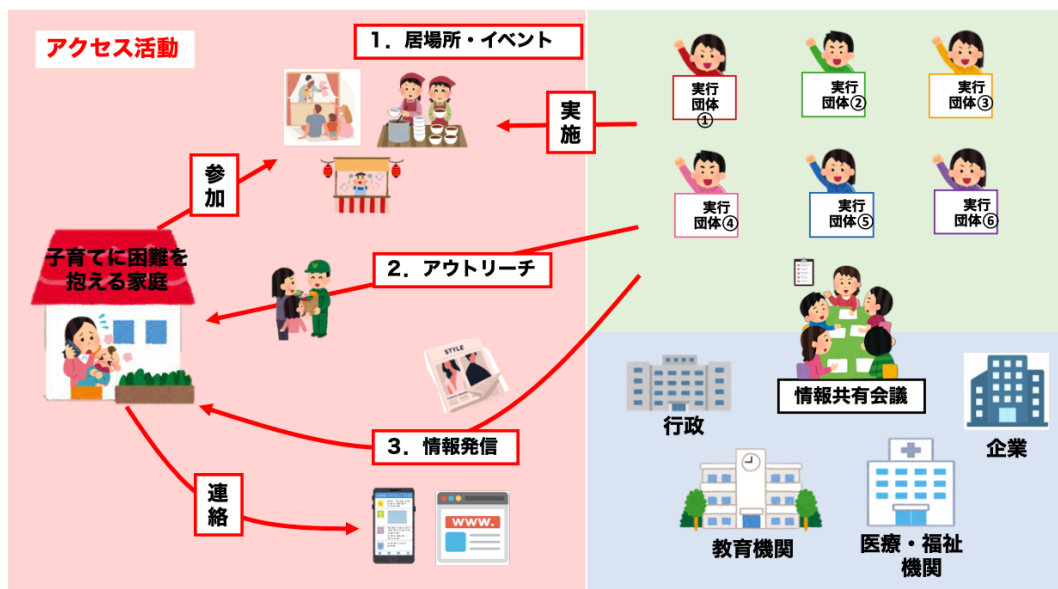 アクセス活動
1．居場所・イベント
実行
団体
①
実行
団体②
実行
団体③
実
施
参
加
実行
団体④
実行
団体⑤
実行
団体⑥
子育てに困難を
抱える家庭
2．アウトリーチ
STYLE
情報共有会議
行政
企業
3．情報発信
連
絡
www.
教育機関
医療・福祉
機関